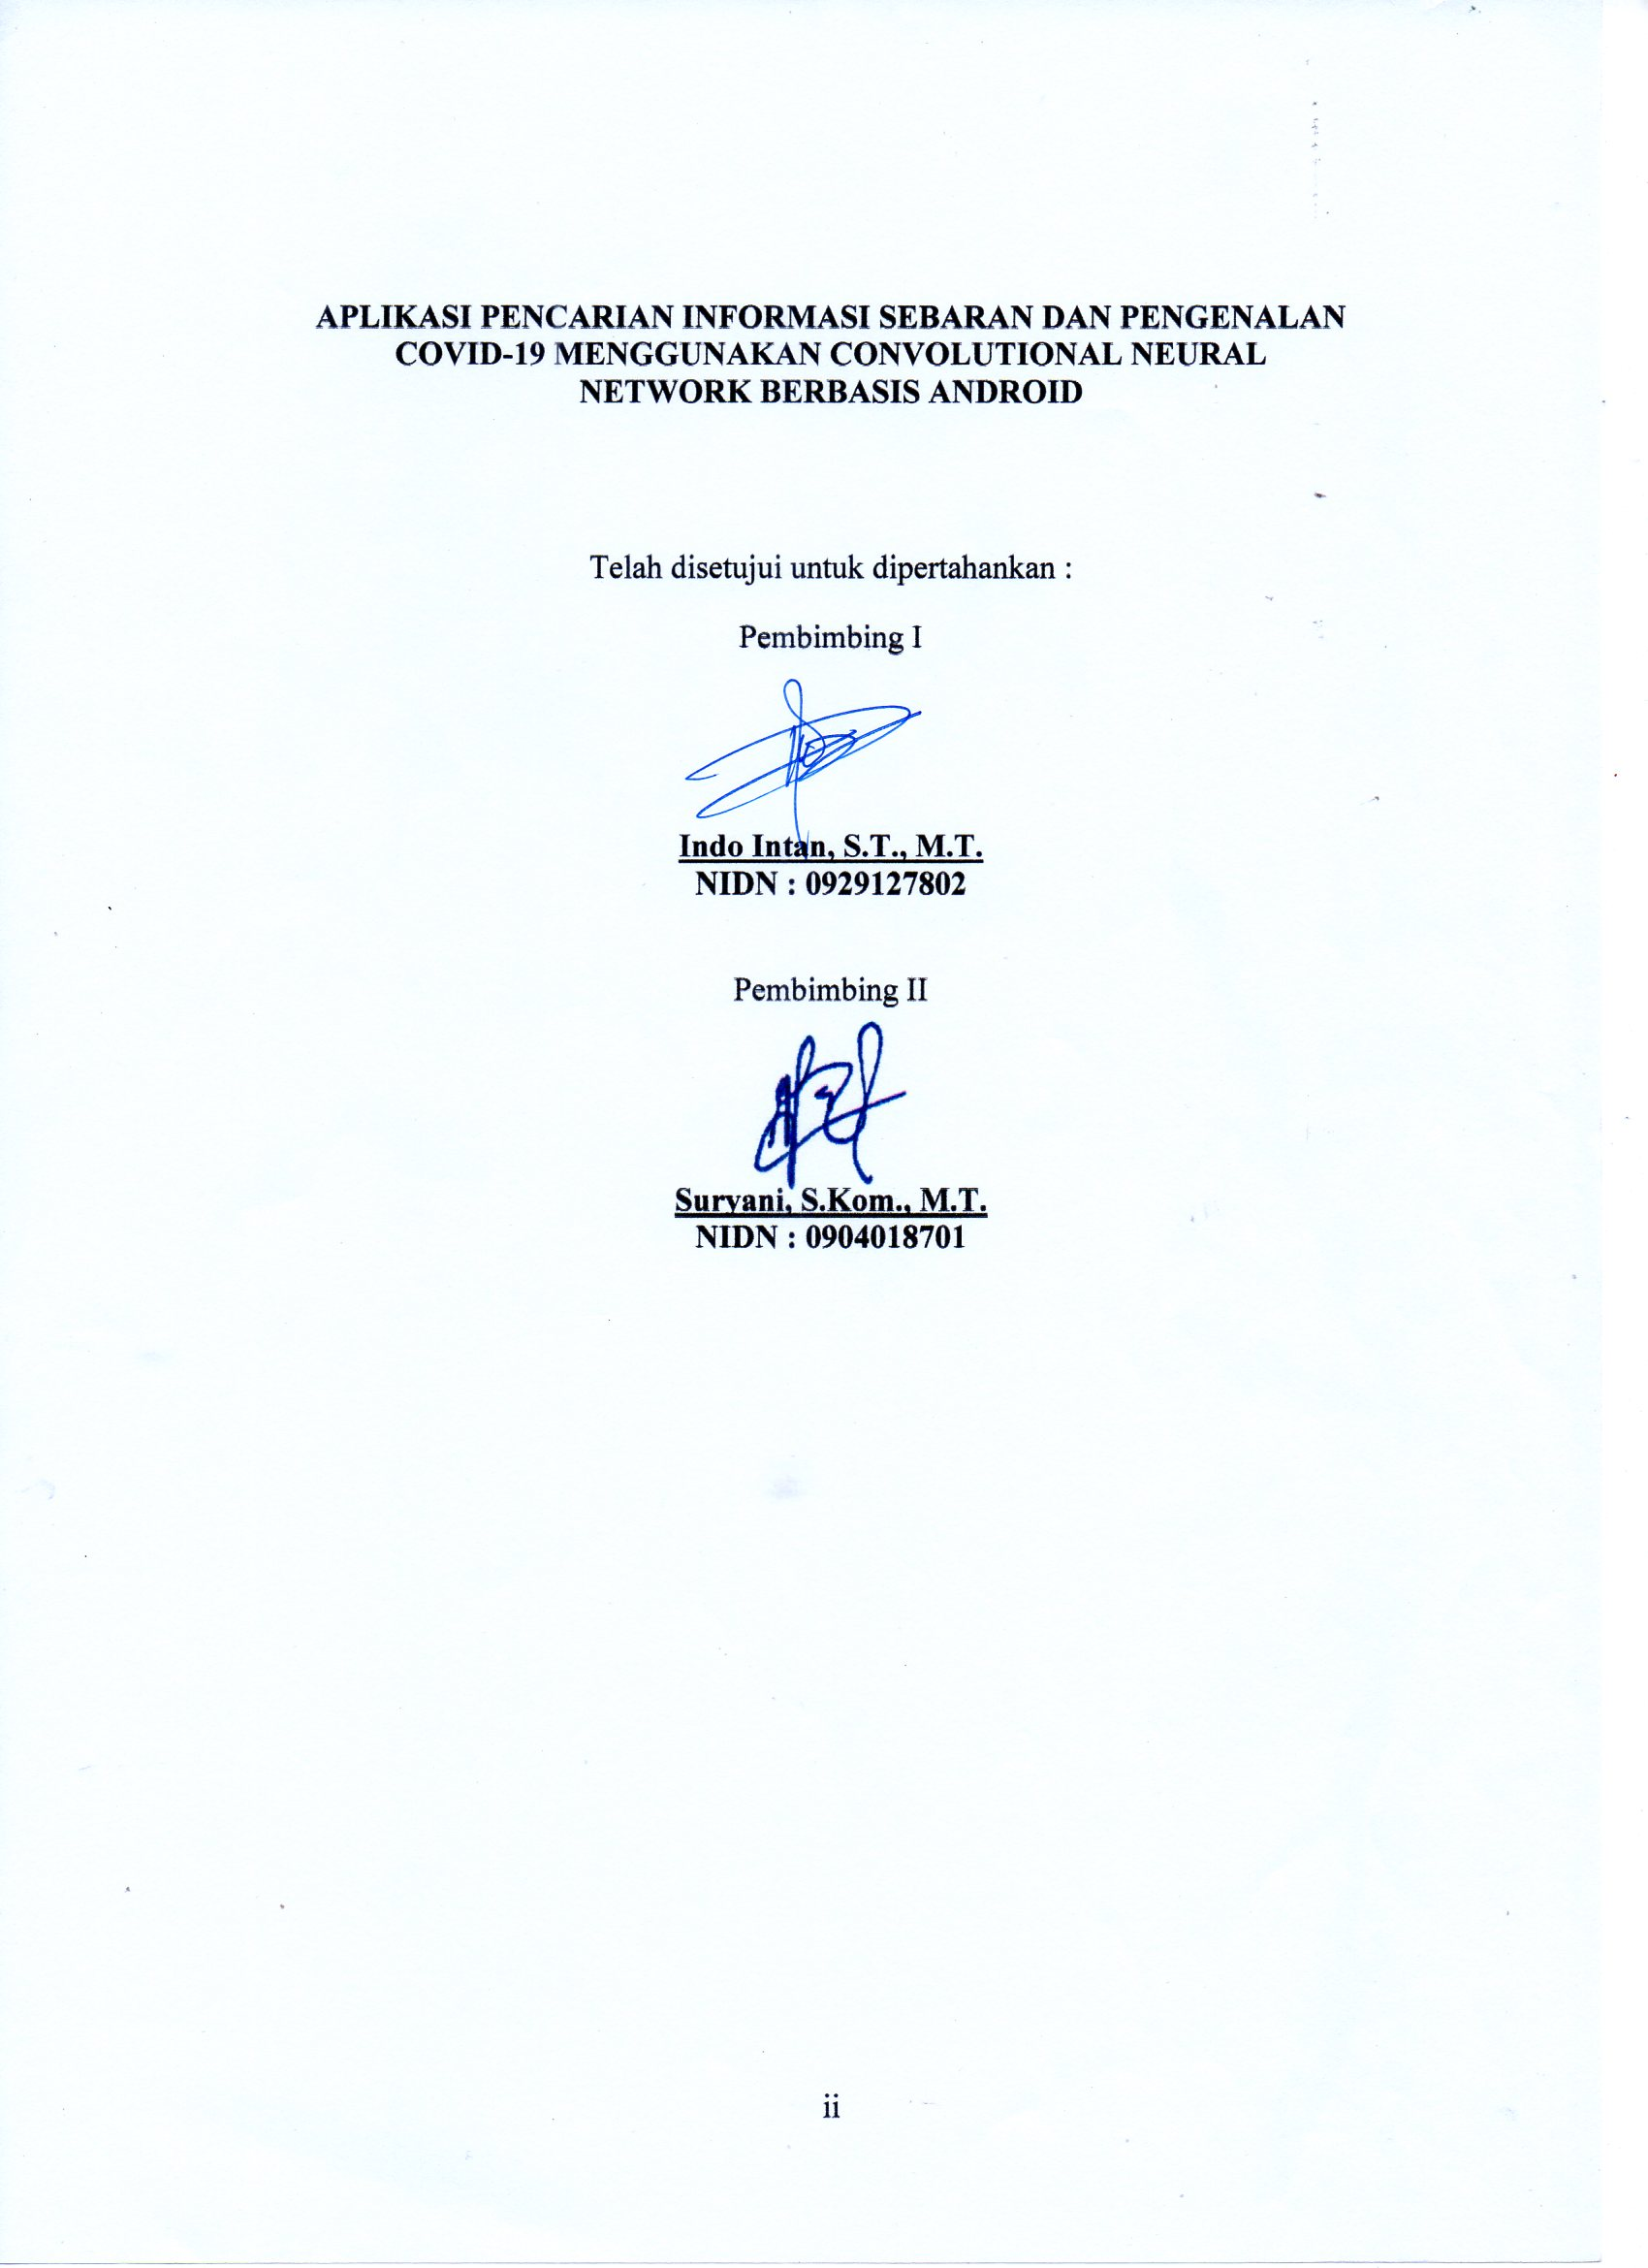 APLIKASI PENCARIAN INFORMASI SEBARAN DAN PENGENALAN
COVID-19 MENGGUNAKAN CONVOLUTIONAL NEURAL
NETWORK BERBASIS ANDROID
Telah disetujui untuk dipertahankan :
Pembimbing I
Indo Intan, S.T., M.T.
NIDN : 0929127802
Pembimbing II
Suryani, S.Kom., M.T.
NIDN : 0904018701
ii